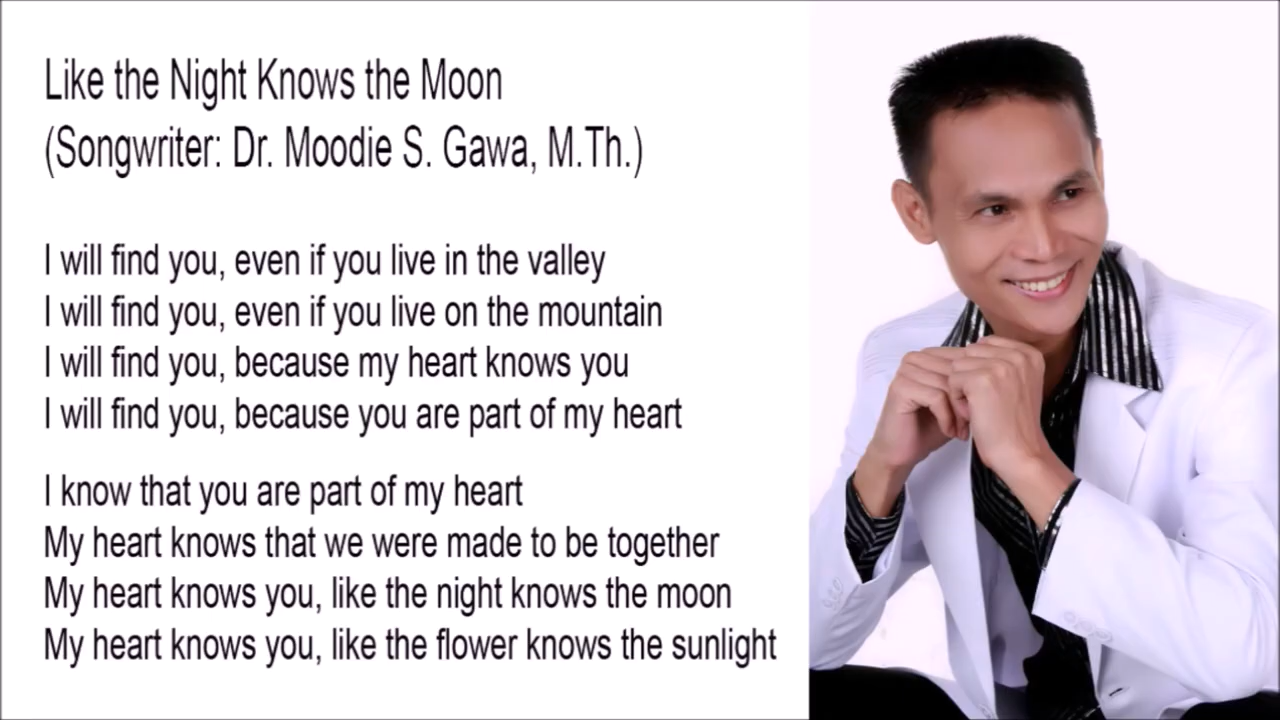 Like the Night Knows the Moon
(Songwriter: Dr. Moodie S. Gawa, M.Th.)
I will find you, even if you live in the valley
I will find you, even if you live on the mountain
I will find you, because my heart knows you
I will find you, because you are part of my heart
I know that you are part of my heart
My heart knows that we were made to be together
My heart knows you, like the night knows the moon
My heart knows you, like the flower knows the sunlight